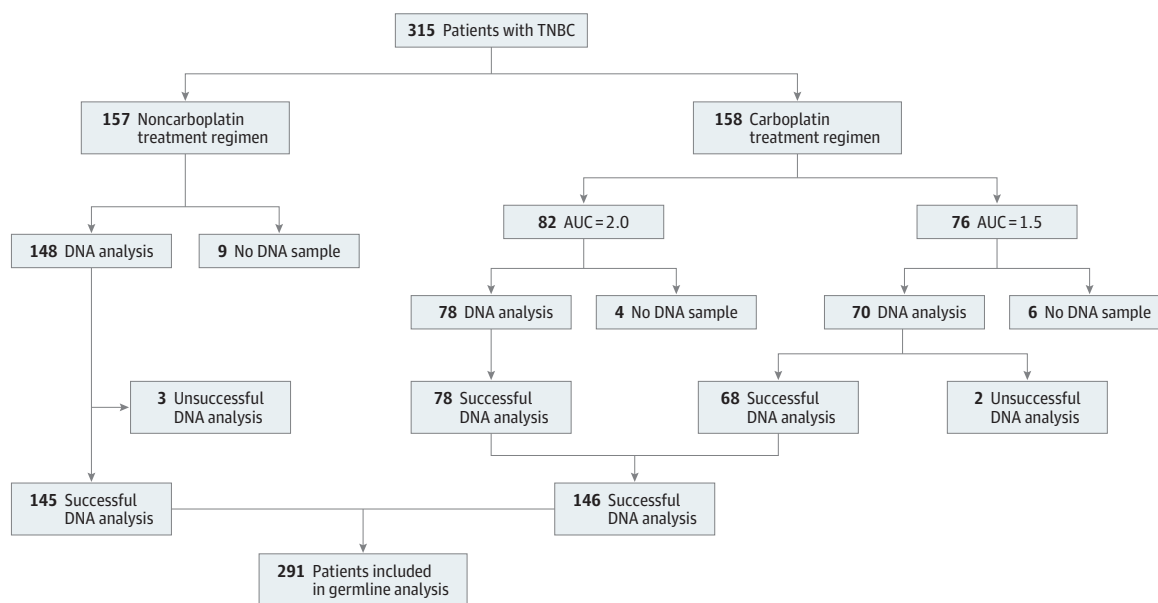 315 Patients with TNBC
157 Noncarboplatin
treatment regimen
158 Carboplatin
treatment regimen
82 AUC = 2.0
76 AUC = 1.5
148 DNA analysis
9 No DNA sample
78 DNA analysis
4 No DNA sample
70 DNA analysis
6 No DNA sample
3 Unsuccessful
DNA analysis
78 Successful
DNA analysis
68 Successful
DNA analysis
2 Unsuccessful
DNA analysis
145 Successful
DNA analysis
146 Successful
DNA analysis
291 Patients included
in germline analysis